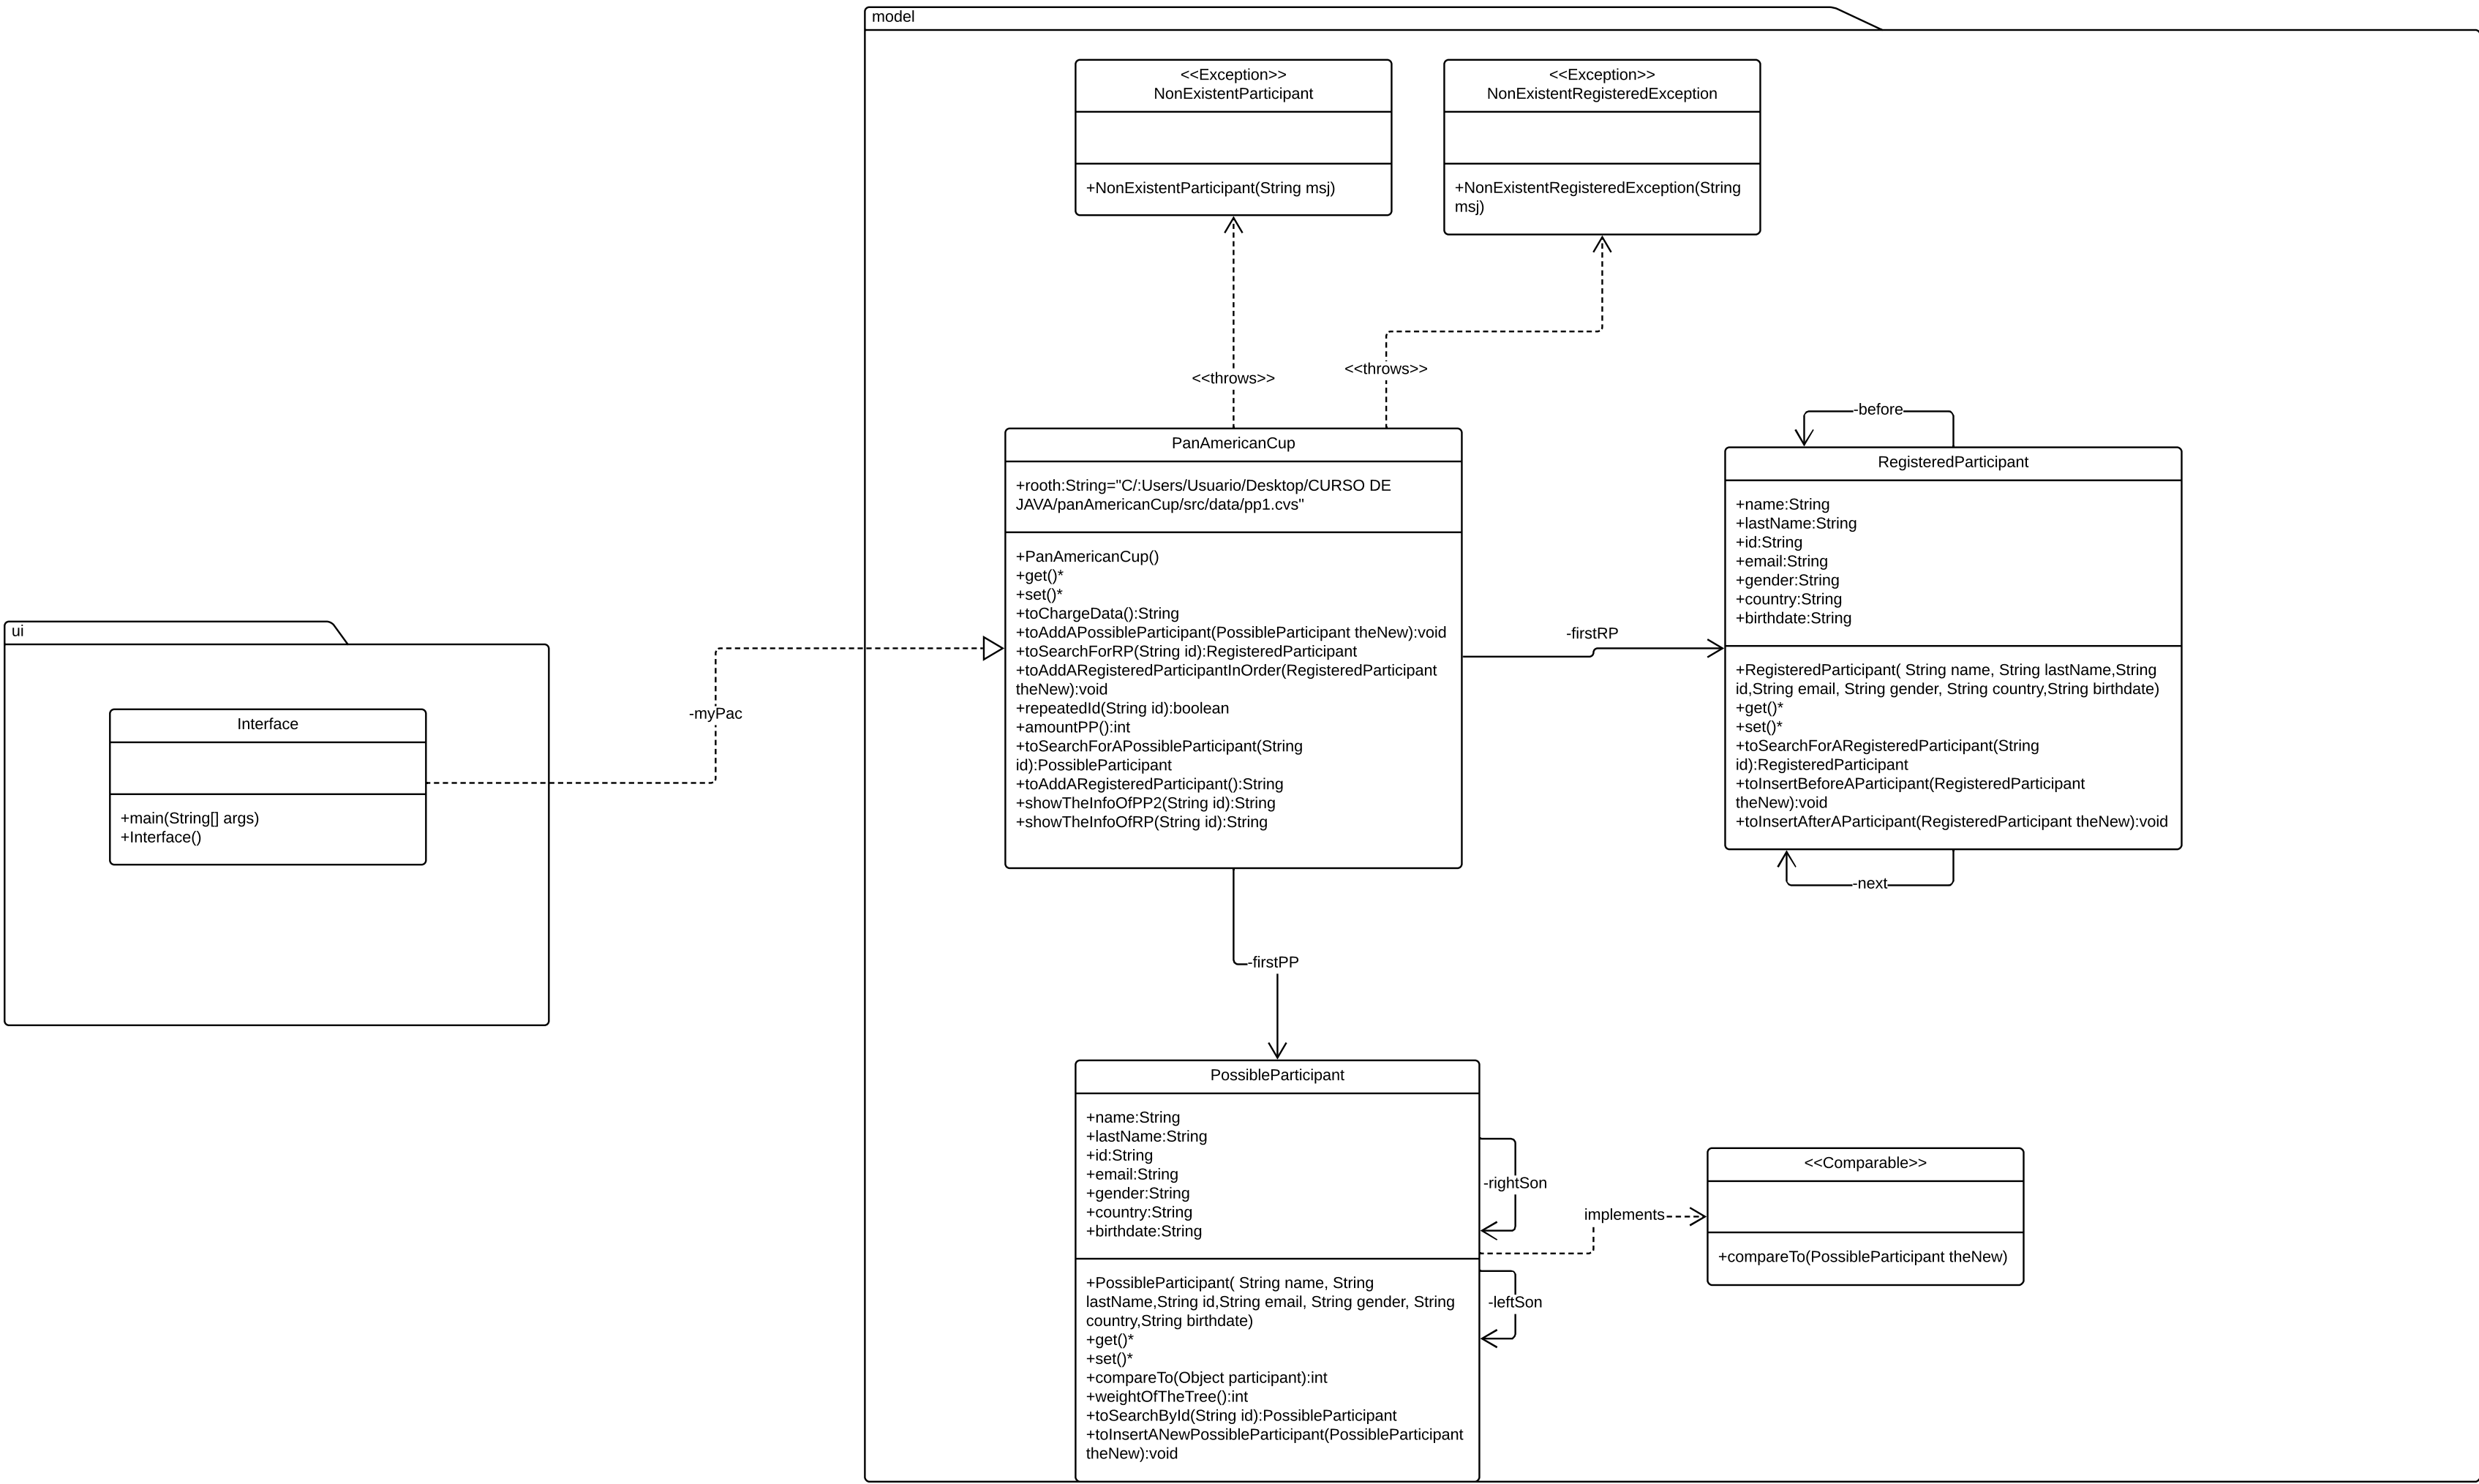 model
<<Exception>>
NonExistentParticipant
+NonExistentParticipant(String msj)
<<Exception>>
NonExistentRegisteredException
+NonExistentRegisteredException(String
msj)
<<throws>>
<<throws>>
PanAmericanCup
+rooth:String="C/:Users/Usuario/Desktop/CURSO DE
JAVA/panAmericanCup/src/data/pp1.cvs"
+PanAmericanCup()
+get()*
+set()*
+toChargeData():String
+toAddAPossibleParticipant(PossibleParticipant theNew):void
+toSearchForRP(String id):RegisteredParticipant
+toAddARegisteredParticipantInOrder(RegisteredParticipant
theNew):void
+repeatedId(String id):boolean
+amountPP():int
+toSearchForAPossibleParticipant(String
id):PossibleParticipant
+toAddARegisteredParticipant():String
+showTheInfoOfPP2(String id):String
+showTheInfoOfRP(String id):String
-firstRP
-before
RegisteredParticipant
+name:String
+lastName:String
+id:String
+email:String
+gender:String
+country:String
+birthdate:String
+RegisteredParticipant( String name, String lastName,String
id,String email, String gender, String country,String birthdate)
+get()*
+set()*
+toSearchForARegisteredParticipant(String
id):RegisteredParticipant
+toInsertBeforeAParticipant(RegisteredParticipant
theNew):void
+toInsertAfterAParticipant(RegisteredParticipant theNew):void
-next
ui
Interface
+main(String[] args)
+Interface()
-myPac
-firstPP
PossibleParticipant
+name:String
+lastName:String
+id:String
+email:String
+gender:String
+country:String
+birthdate:String
+PossibleParticipant( String name, String
lastName,String id,String email, String gender, String
country,String birthdate)
+get()*
+set()*
+compareTo(Object participant):int
+weightOfTheTree():int
+toSearchById(String id):PossibleParticipant
+toInsertANewPossibleParticipant(PossibleParticipant
theNew):void
-rightSon
implements
-leftSon
<<Comparable>>
+compareTo(PossibleParticipant theNew)